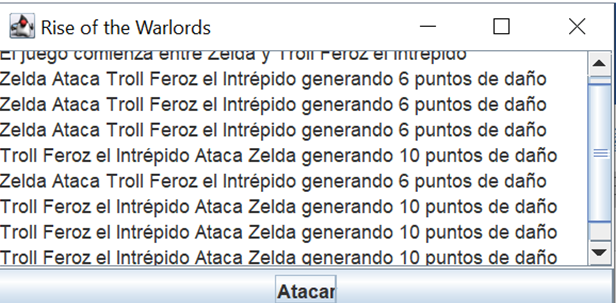 Rise of the Warlords
El juego comienza entre Zelda y Troll Feroz el Intrépido
Zelda Ataca Troll Feroz el Intrépido generando 6 puntos de daño
Zelda Ataca Troll Feroz el Intrépido generando 6 puntos de daño
Zelda Ataca Troll Feroz el Intrépido generando 6 puntos de daño
Troll Feroz el Intrépido Ataca Zelda generando 10 puntos de daño
Zelda Ataca Troll Feroz el Intrépido generando 6 puntos de daño
Troll Feroz el Intrépido Ataca Zelda generando 10 puntos de daño
Troll Feroz el Intrépido Ataca Zelda generando 10 puntos de daño
Troll Feroz el Intrépido Ataca Zelda generando 10 puntos de daño
Atacar